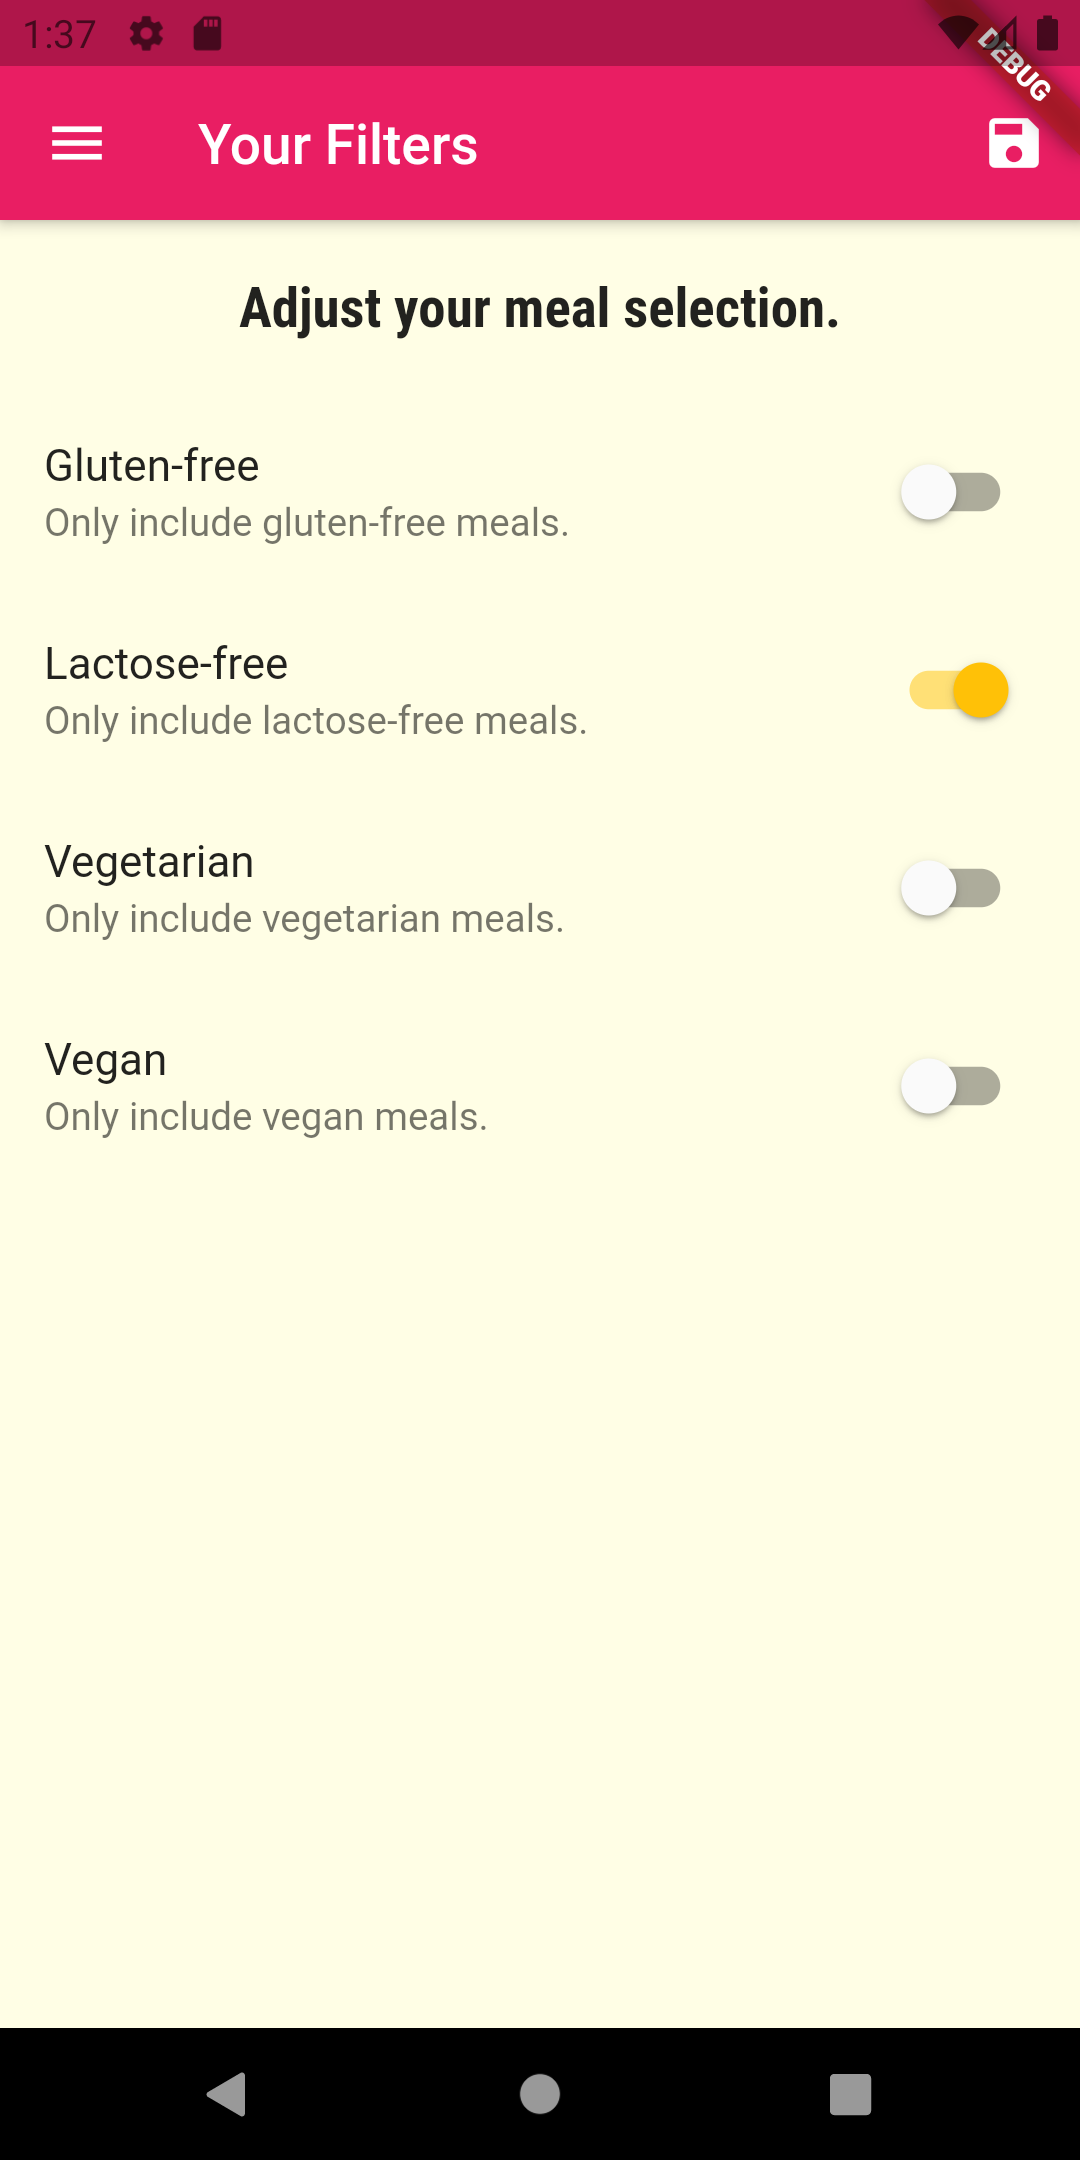 1:37
DEBUG
Your Filters
Adjust your meal selection.
Gluten-free
Only include gluten-free meals.
Lactose-free
Only include lactose-free meals.
Vegetarian
Only include vegetarian meals.
Vegan
Only include vegan meals.